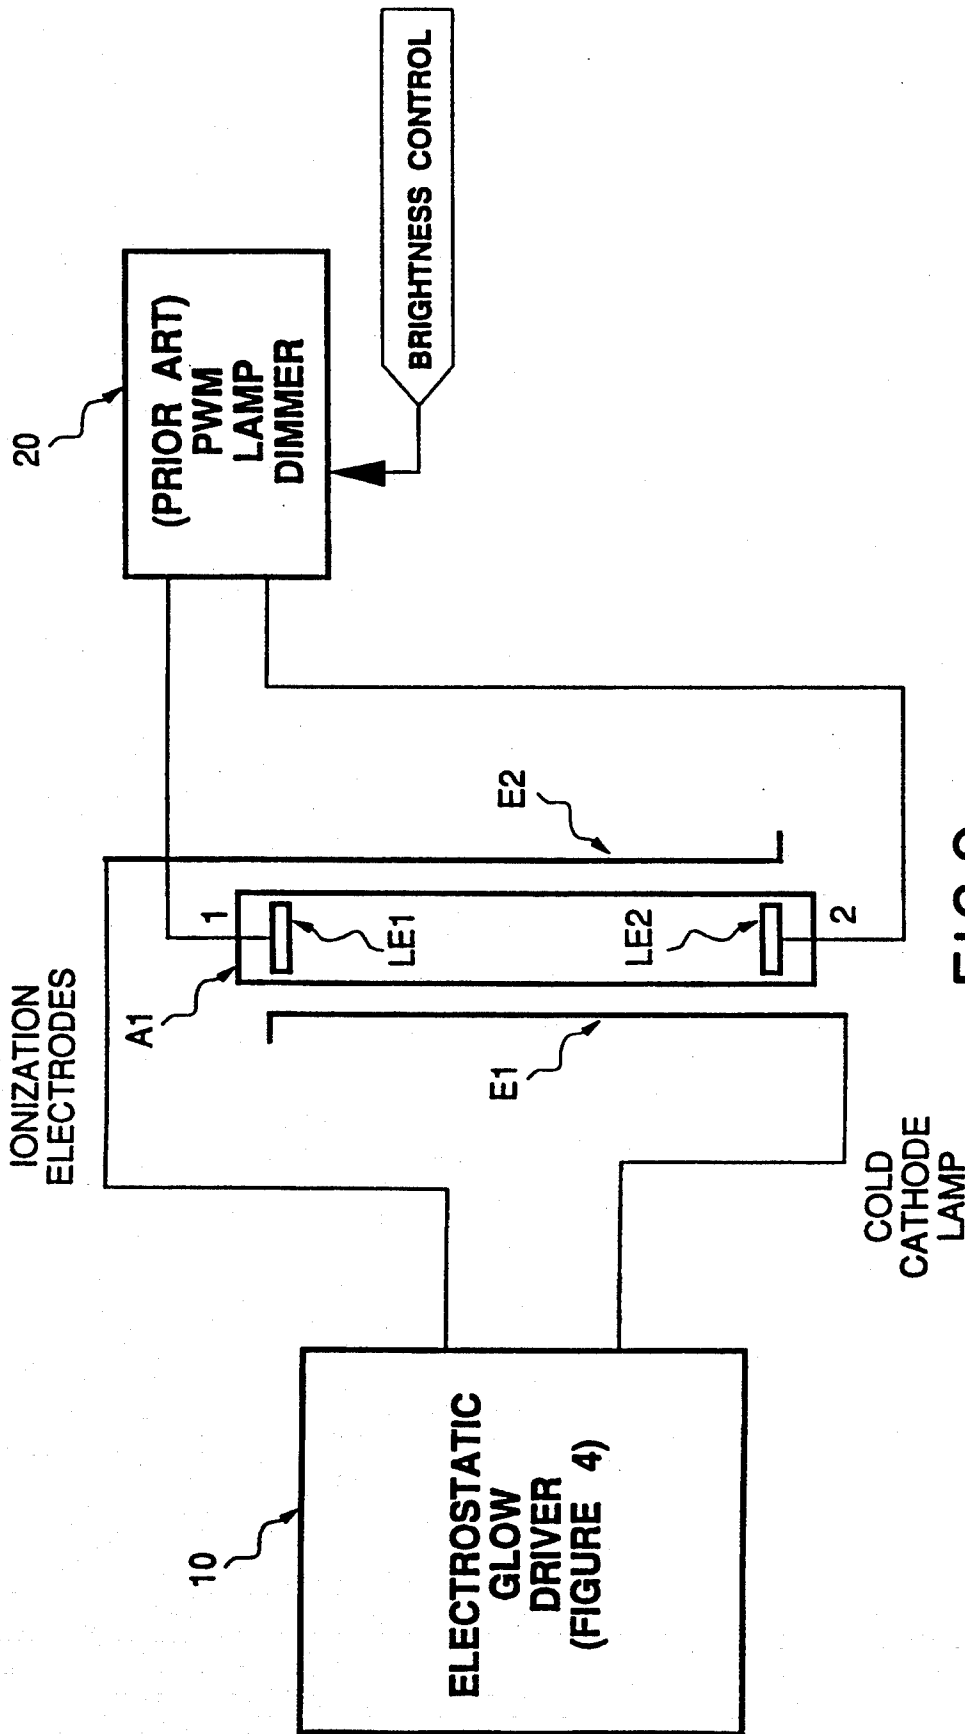 IONIZATION
ELECTRODES
20
A1
1
(PRIOR ART)
PWM
LAMP
DIMMER
10
LE1
E2
BRIGHTNESS CONTROL
ELECTROSTATIC
GLOW
DRIVER
(FIGURE 4)
E1
LE2
2
COLD
CATHODE
LAMP
FIG